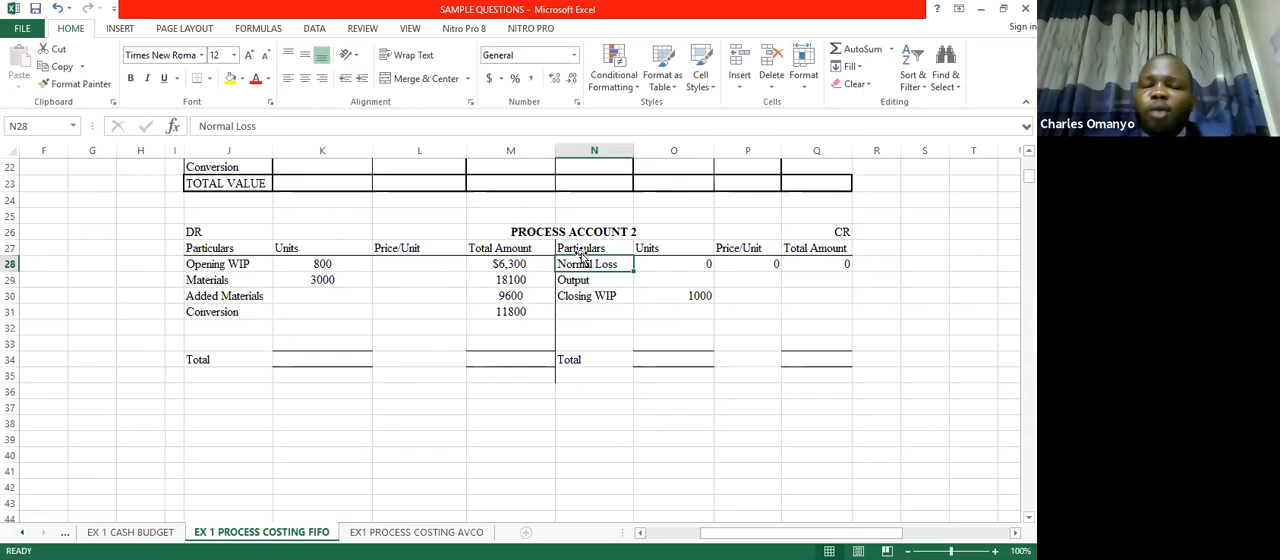 SAMPLE QUESTIONS - Microsoft Excel
FILE HOME INSERT PAGE LAYOUT FORMULAS DATA REVIEW VIEW Nitro Pro 8 NITRO PRO Sign in
Paste Cut Copy Format Painter Clipboard
Times New Roma 12 B I U A Font
Wrap Text Merge & Center Alignment
General $ % , Number
Conditional Formatting Format as Table Cell Styles Styles
Insert Delete Format Cells
AutoSum Fill Clear Sort & Filter Find & Select Editing
Charles Omanyo
N28 fx Normal Loss
F G H I J K L M N O P Q R S T
22 Conversion
23 TOTAL VALUE
24
25
26 DR PROCESS ACCOUNT 2 CR
27 Particulars Units Price/Unit Total Amount Particulars Units Price/Unit Total Amount
28 Opening WIP 800 $6,300 Normal Loss 0 0 0
29 Materials 3000 18100 Output
30 Added Materials 9600 Closing WIP 1000
31 Conversion 11800
32
33
34 Total Total
35
36
37
38
39
40
41
42
43
44
... EX 1 CASH BUDGET EX 1 PROCESS COSTING FIFO EX1 PROCESS COSTING AVCO
READY 100%